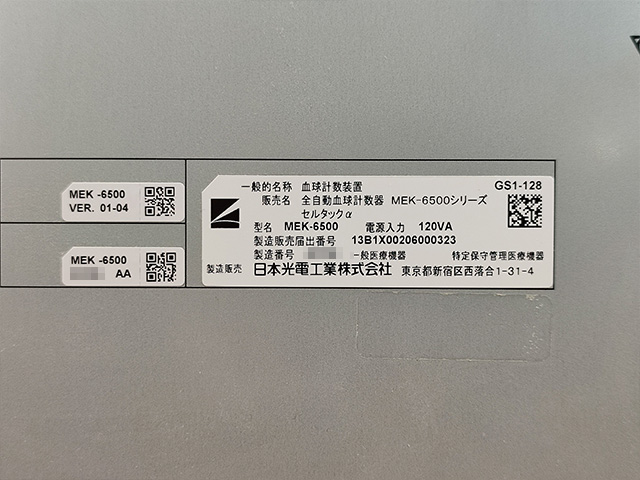 MEK -6500
VER. 01-04
MEK -6500
AA
一般的名称 血球計数装置
GS1-128
販売名 全自動血球計数器 MEK-6500シリーズ
セルタックα
型名 MEK-6500 電源入力 120VA
製造販売届出番号 13B1X00206000323
製造番号 一般医療機器 特定保守管理医療機器
製造販売 日本光電工業株式会社 東京都新宿区西落合1-31-4